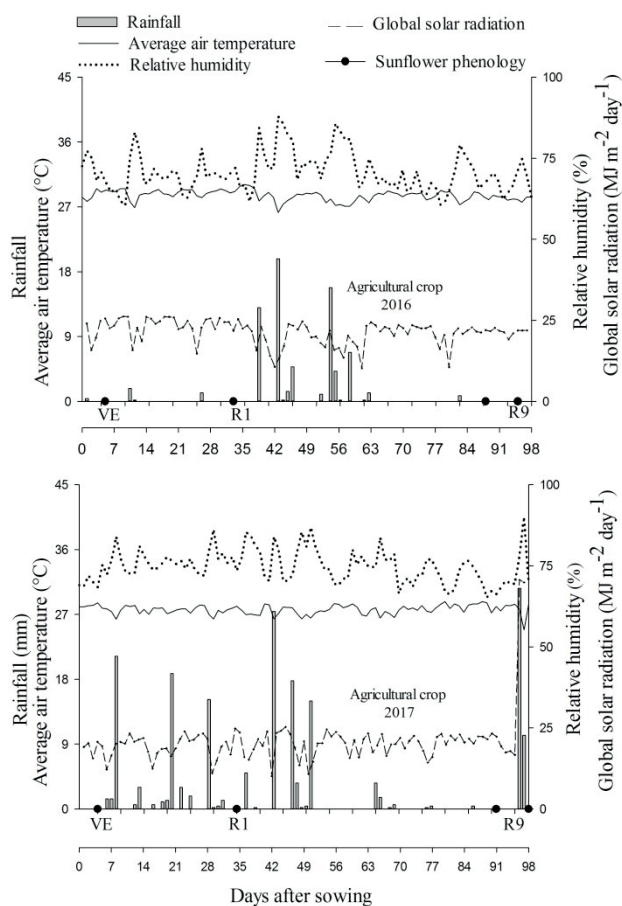 Rainfall
Average air temperature
Relative humidity
Global solar radiation
Sunflower phenology
Rainfall
Average air temperature (°C)
45
36
27
18
9
0
100
75
50
25
0
Relative humidity (%)
Global solar radiation (MJ m-2 day-1)
Agricultural crop
2016
VE
R1
R9
0 7 14 21 28 35 42 49 56 63 70 77 84 91 98
Rainfall (mm)
Average air temperature (°C)
45
36
27
18
9
0
100
75
50
25
0
Relative humidity (%)
Global solar radiation (MJ m-2 day-1)
Agricultural crop
2017
VE
R1
R9
0 7 14 21 28 35 42 49 56 63 70 77 84 91 98
Days after sowing